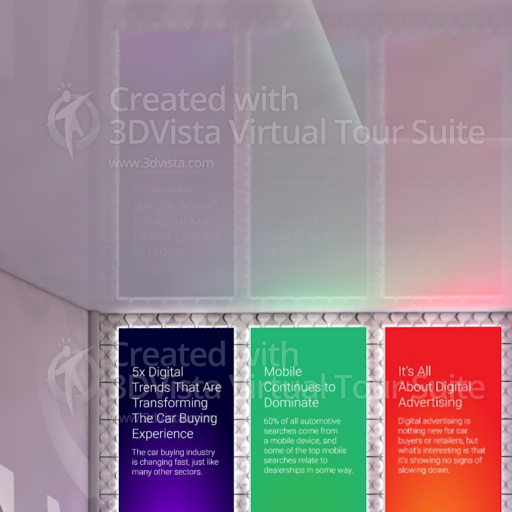 Created with
3DVista Virtual Tour Suite
www.3dvista.com
Created with
3DVista Virtual Tour Suite
5x Digital
Trends That Are
Transforming
The Car Buying
Experience
The car buying industry
is changing fast, just like
many other sectors.
Mobile
Continues to
Dominate
60% of all automotive
searches come from
a mobile device, and
some of the top mobile
searches relate to
dealerships in some way.
It's All
About Digital
Advertising
Digital advertising is
nothing new for car
buyers or retailers, but
what's interesting is that
it's showing no signs of
slowing down.